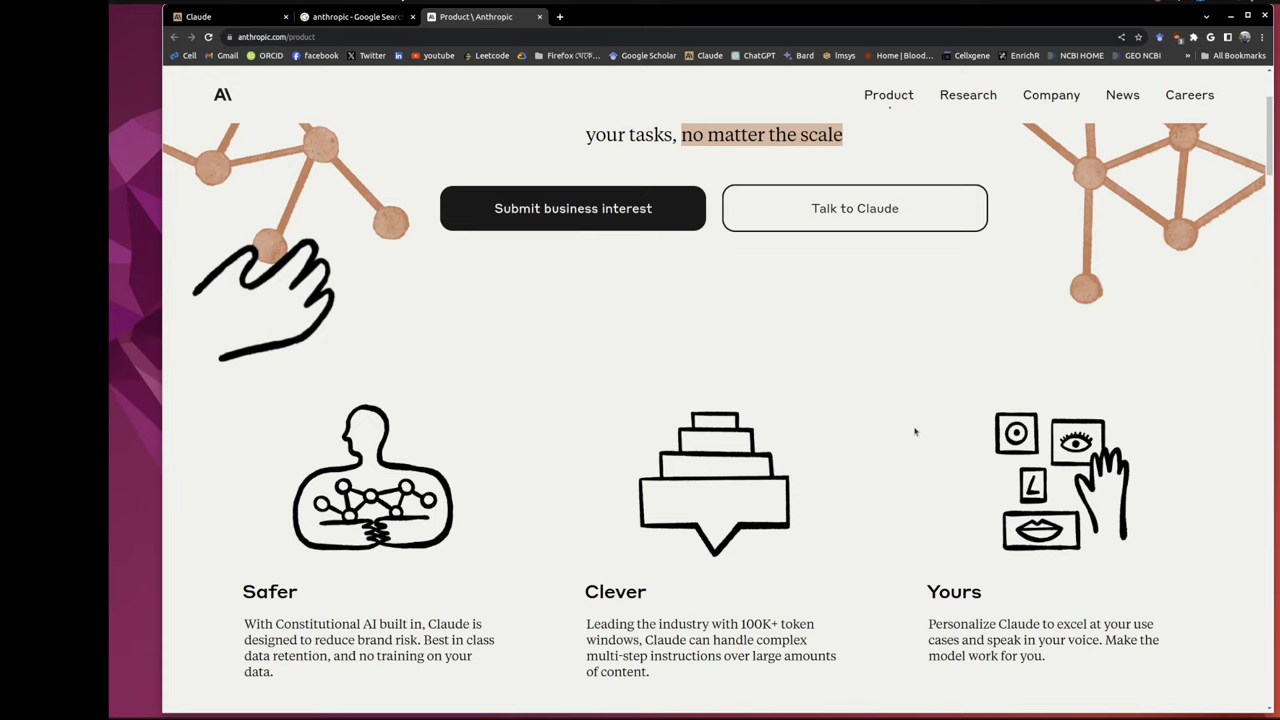 Claude
anthropic - Google Searc
Product \ Anthropic
anthropic.com/product
Cell
Gmail
ORCID
facebook
Twitter
youtube
Leetcode
Firefox
Google Scholar
Claude
ChatGPT
Bard
lmsys
Home | Blood...
Cellxgene
EnrichR
NCBI HOME
GEO NCBI
»
All Bookmarks
Product
Research
Company
News
Careers
your tasks, no matter the scale
Submit business interest
Talk to Claude
L
Safer
With Constitutional AI built in, Claude is
designed to reduce brand risk. Best in class
data retention, and no training on your
data.
Clever
Leading the industry with 100K+ token
windows, Claude can handle complex
multi-step instructions over large amounts
of content.
Yours
Personalize Claude to excel at your use
cases and speak in your voice. Make the
model work for you.